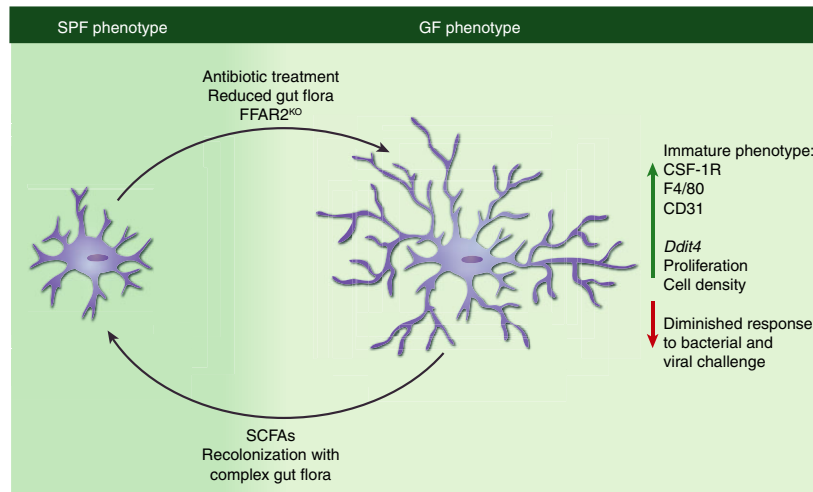 SPF phenotype
GF phenotype
Antibiotic treatment
Reduced gut flora
FFAR2KO
Immature phenotype:
CSF-1R
F4/80
CD31
Ddit4
Proliferation
Cell density
Diminished response
to bacterial and
viral challenge
SCFAs
Recolonization with
complex gut flora